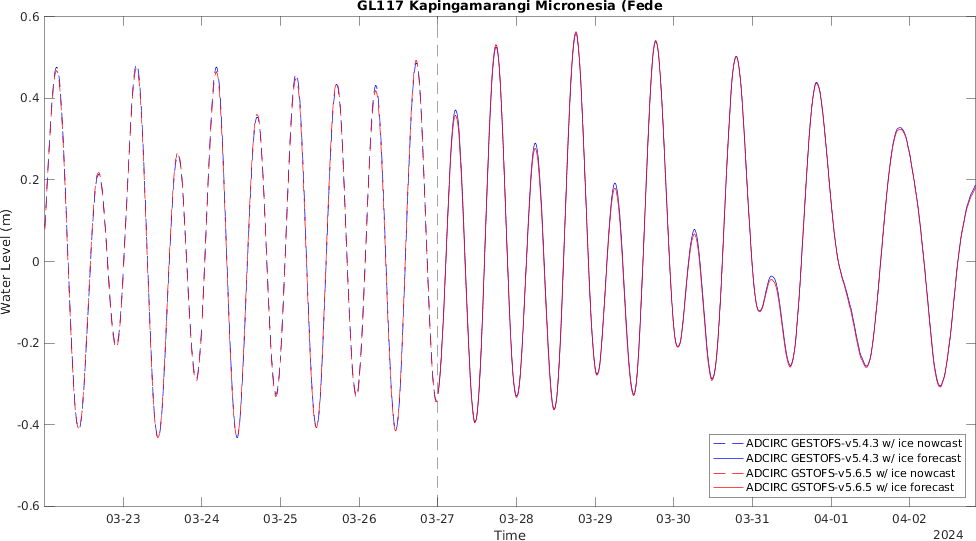 GL117 Kapingamarangi Micronesia (Fede
Water Level (m)
0.6
0.4
0.2
0
-0.2
-0.4
-0.6
03-23 03-24 03-25 03-26 03-27 03-28 03-29 03-30 03-31 04-01 04-02
Time
2024
ADCIRC GESTOFS-v5.4.3 w/ ice nowcast
ADCIRC GESTOFS-v5.4.3 w/ ice forecast
ADCIRC GSTOFS-v5.6.5 w/ ice nowcast
ADCIRC GSTOFS-v5.6.5 w/ ice forecast